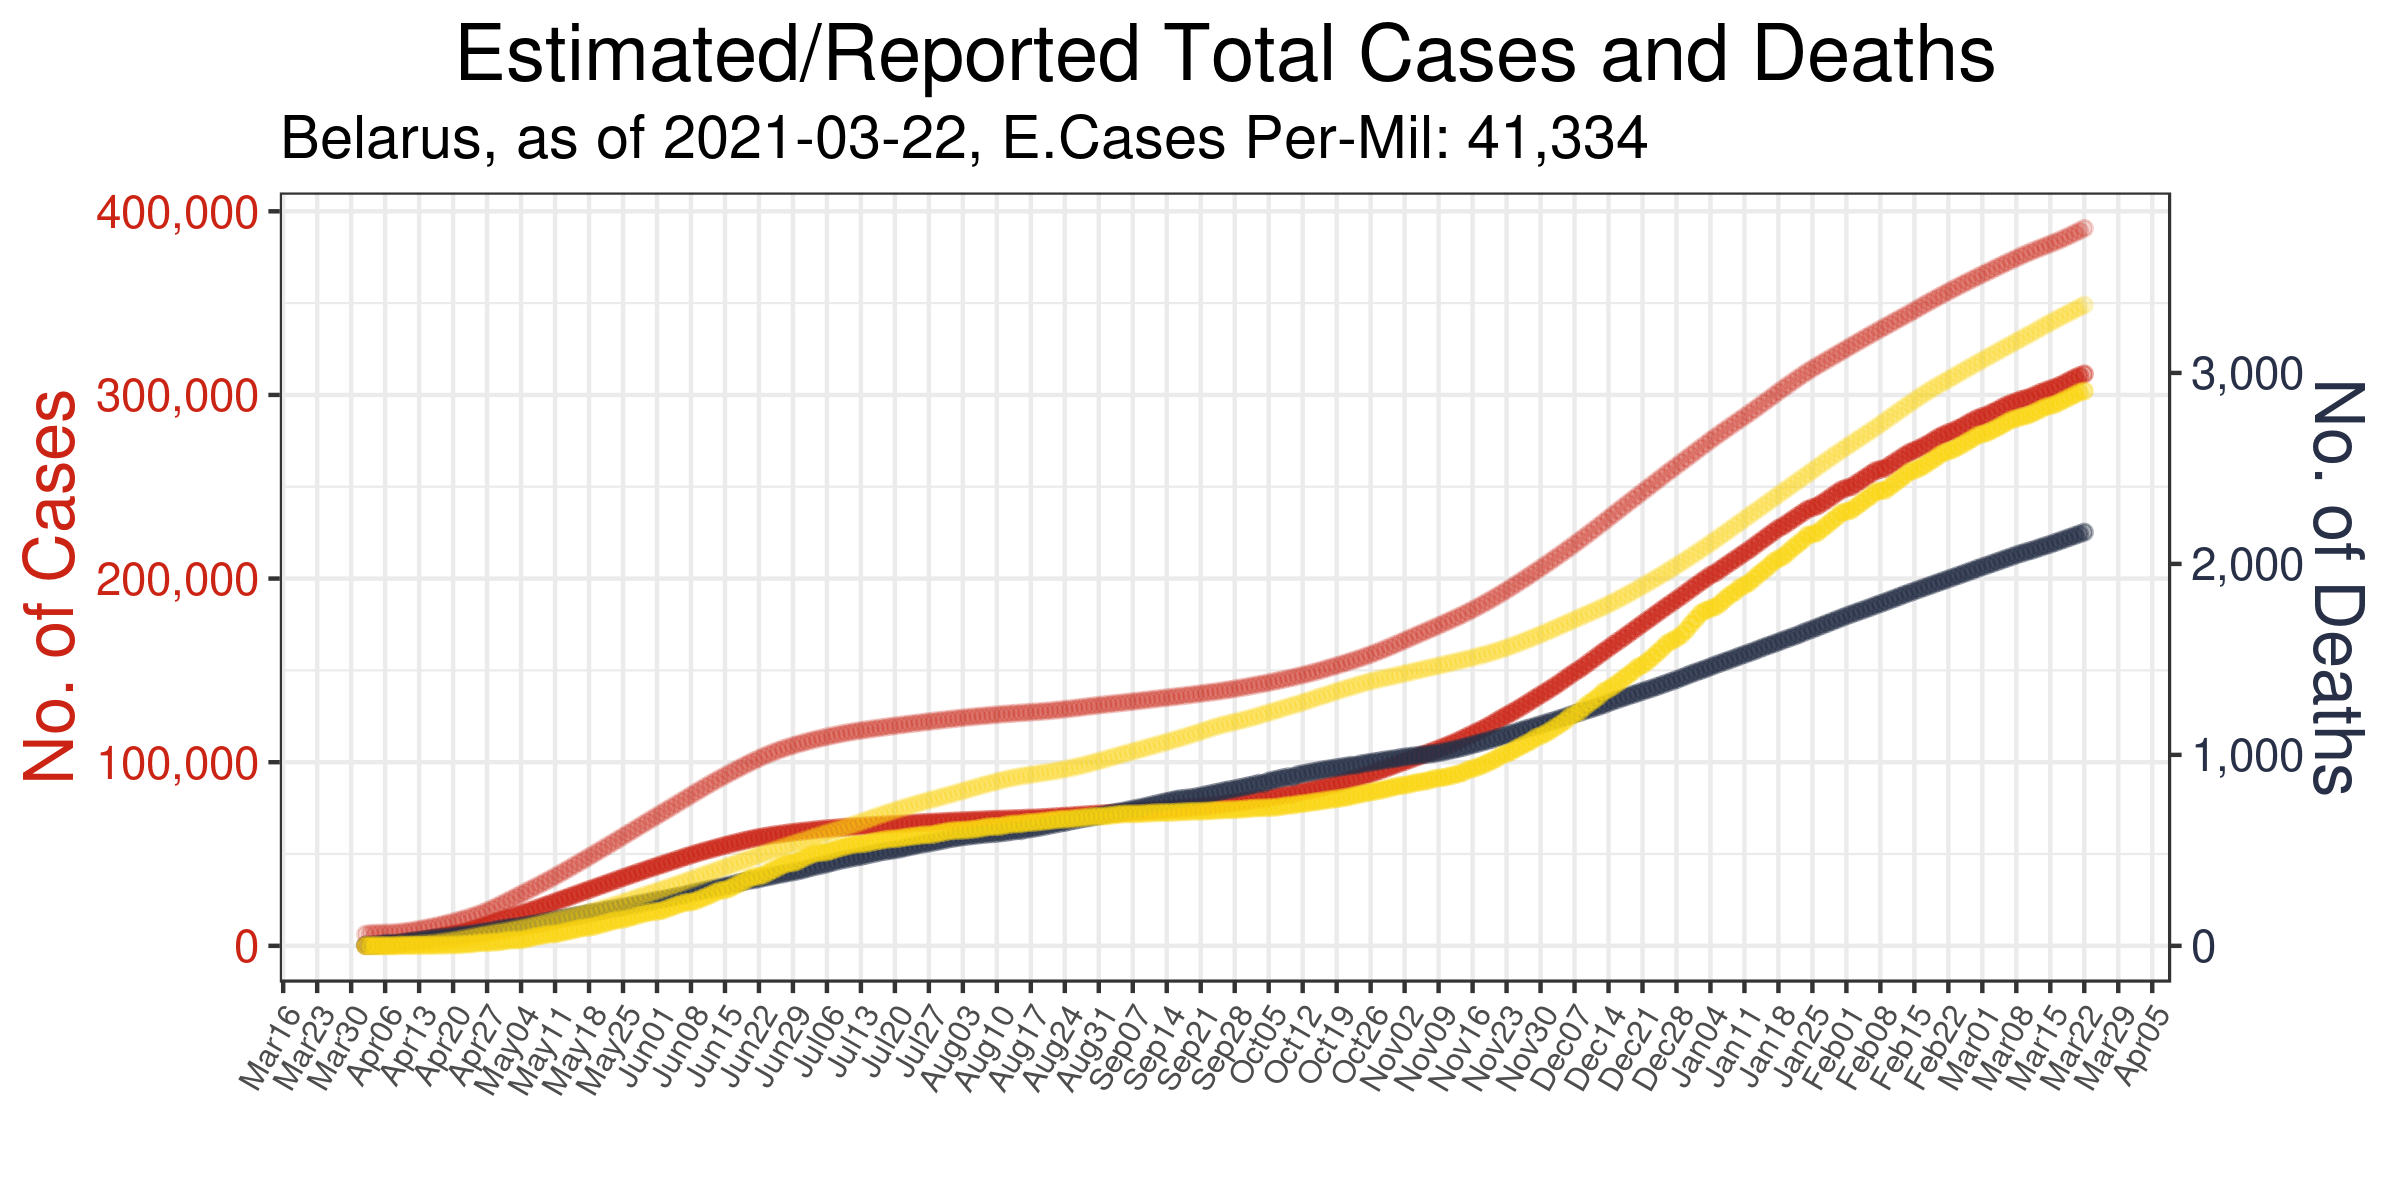 Estimated/Reported Total Cases and Deaths
Belarus, as of 2021-03-22, E.Cases Per-Mil: 41,334
No. of Cases
400,000
300,000
200,000
100,000
0
3,000
2,000
1,000
0
No. of Deaths
Mar16
Mar23
Mar30
Apr06
Apr13
Apr20
Apr27
May04
May11
May18
May25
Jun01
Jun08
Jun15
Jun22
Jun29
Jul06
Jul13
Jul20
Jul27
Aug03
Aug10
Aug17
Aug24
Aug31
Sep07
Sep14
Sep21
Sep28
Oct05
Oct12
Oct19
Oct26
Nov02
Nov09
Nov16
Nov23
Nov30
Dec07
Dec14
Dec21
Dec28
Jan04
Jan11
Jan18
Jan25
Feb01
Feb08
Feb15
Feb22
Mar01
Mar08
Mar15
Mar22
Mar29
Apr05